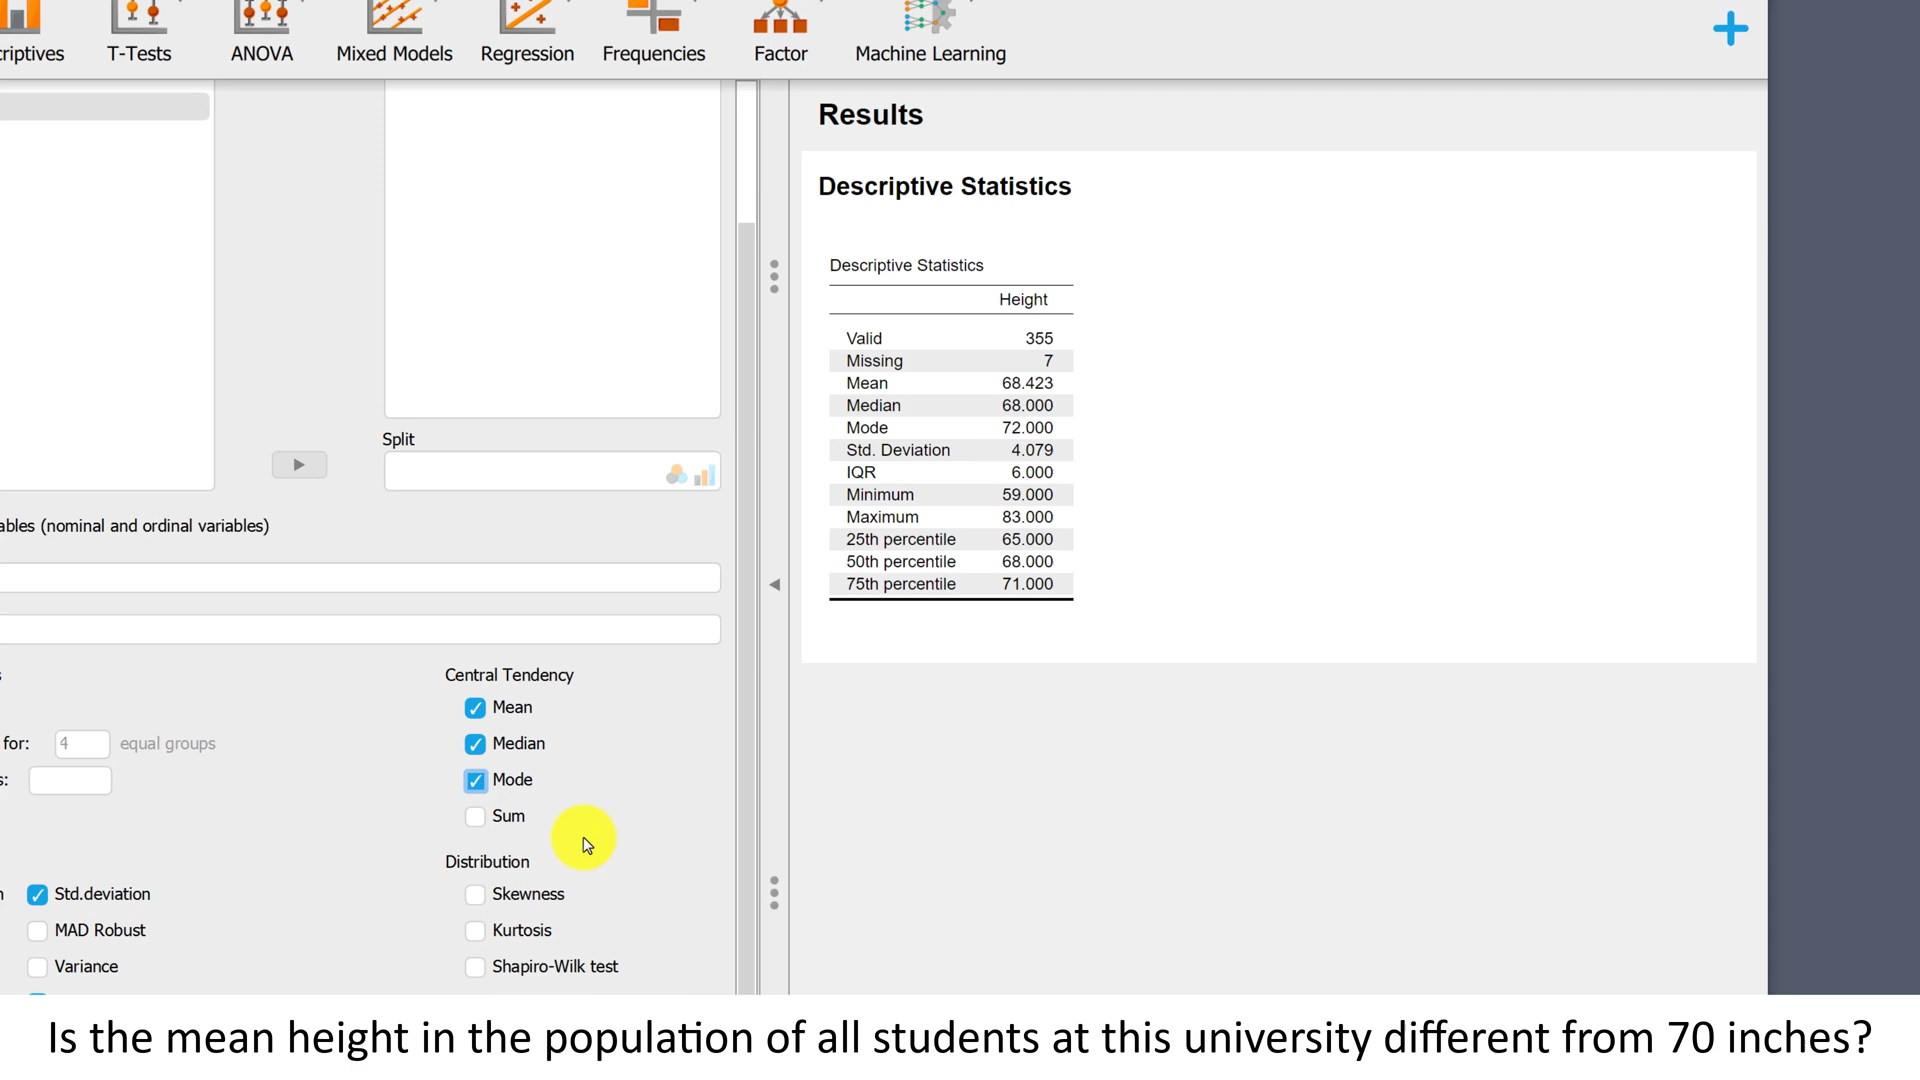 criptives T-Tests ANOVA Mixed Models Regression Frequencies Factor Machine Learning
Results
Descriptive Statistics
Descriptive Statistics
Height
Valid 355
Missing 7
Mean 68.423
Median 68.000
Mode 72.000
Std. Deviation 4.079
IQR 6.000
Minimum 59.000
Maximum 83.000
25th percentile 65.000
50th percentile 68.000
75th percentile 71.000
Split
ables (nominal and ordinal variables)
s Central Tendency
Mean
for: 4 equal groups Median
s: Mode
Sum
Distribution
n Std.deviation Skewness
MAD Robust Kurtosis
Variance Shapiro-Wilk test
Is the mean height in the population of all students at this university different from 70 inches?